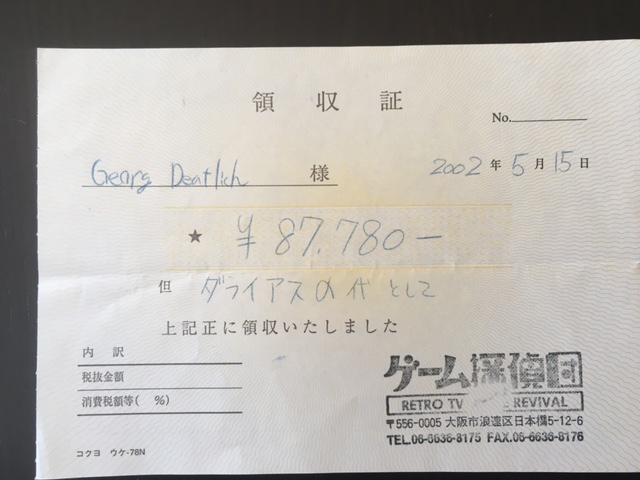 領収証
No.
Georg Deatlich 様
2002年5月15日
★ ¥87.780-
但 ダライアスの代として
上記正に領収いたしました
内訳
税抜金額
消費税額等( %)
コクヨ ウケ-78N
ゲーム探偵団
RETRO TV REVIVAL
〒556-0005 大阪市浪速区日本橋5-12-6
TEL.06-6636-8175 FAX.06-6636-8176